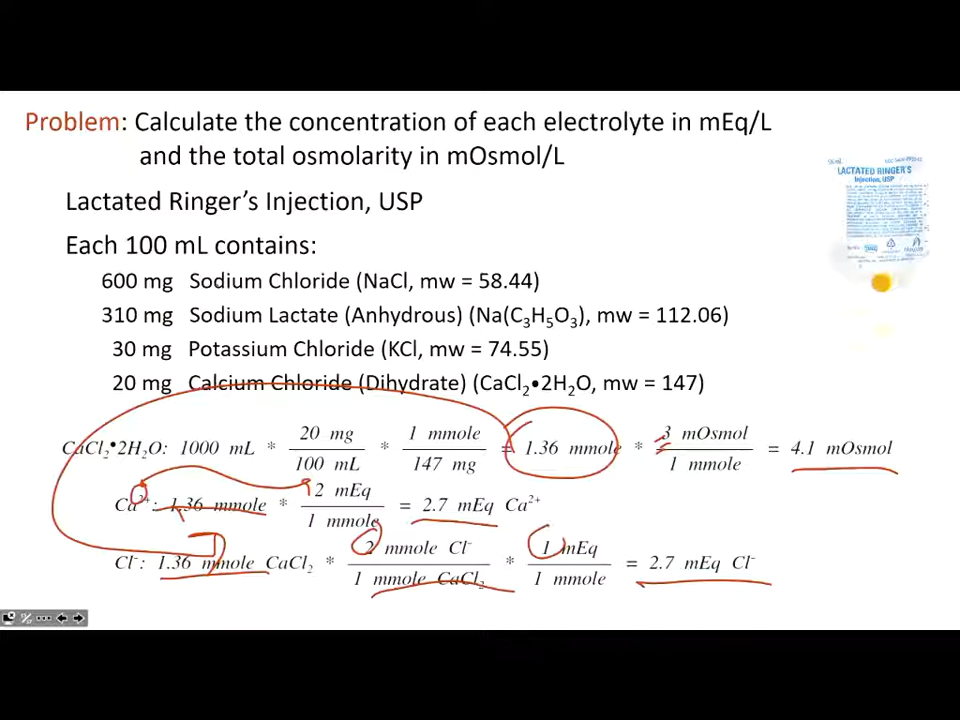 Problem: Calculate the concentration of each electrolyte in mEq/L
and the total osmolarity in mOsmol/L
LACTATED RINGER'S
Injection, USP
Lactated Ringer’s Injection, USP
Each 100 mL contains:
600 mg Sodium Chloride (NaCl, mw = 58.44)
310 mg Sodium Lactate (Anhydrous) (Na(C₃H₅O₃), mw = 112.06)
30 mg Potassium Chloride (KCl, mw = 74.55)
20 mg Calcium Chloride (Dihydrate) (CaCl₂•2H₂O, mw = 147)
CaCl₂•2H₂O: 1000 mL * 20 mg / 100 mL * 1 mmole / 147 mg = 1.36 mmole * 3 mOsmol / 1 mmole = 4.1 mOsmol
Ca²⁺: 1.36 mmole * 2 mEq / 1 mmole = 2.7 mEq Ca²⁺
Cl⁻: 1.36 mmole CaCl₂ * 2 mmole Cl⁻ / 1 mmole CaCl₂ * 1 mEq / 1 mmole = 2.7 mEq Cl⁻